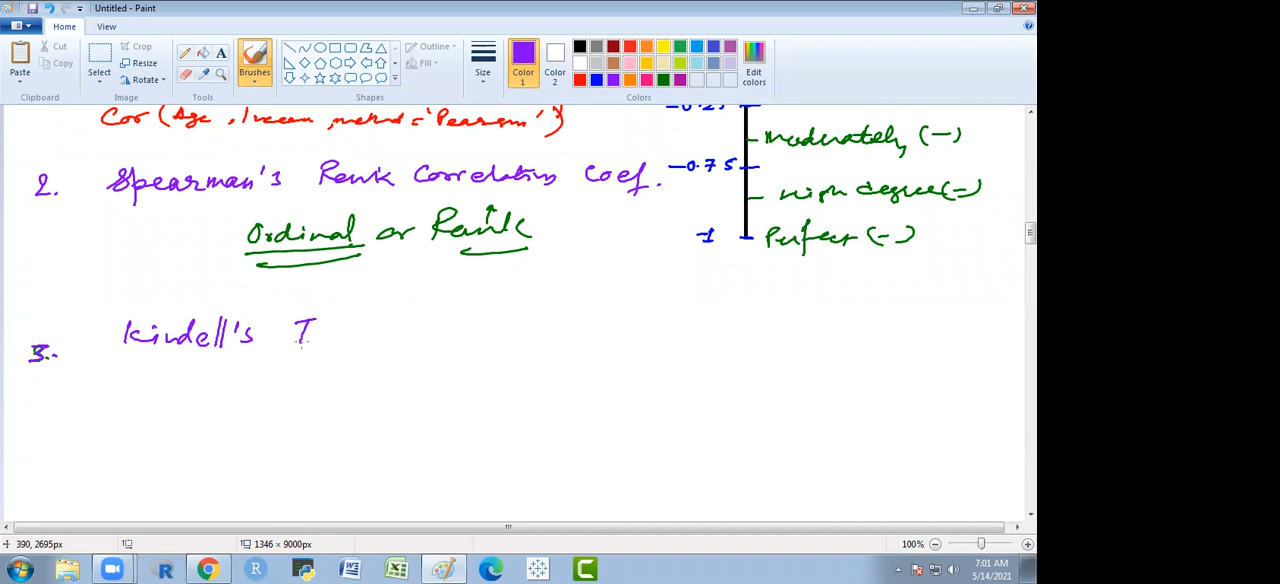 Untitled - Paint
Home View
Cut
Copy
Paste
Clipboard
Crop
Resize
Rotate
Select
Image
Tools
Brushes
Outline
Fill
Shapes
Size
Color 1
Color 2
Edit colors
Colors
Cor (Age, Income, method = 'Pearson')
2. Spearman's Rank Correlation Coef.
Ordinal or Rank
3. Kindell's T
-0.25
Moderately (-)
-0.75
High degree (-)
-1 Perfect (-)
390, 2695px
1346 × 9000px
100%
7:01 AM
5/14/2021